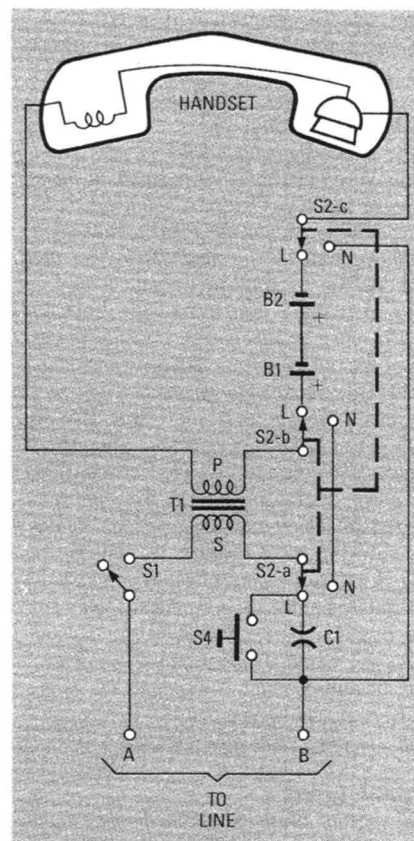 HANDSET
S2-c
L N
B2
+
B1
+
L N
S2-b
P
T1
S
S1 S2-a
L N
S4 C1
A B
TO
LINE